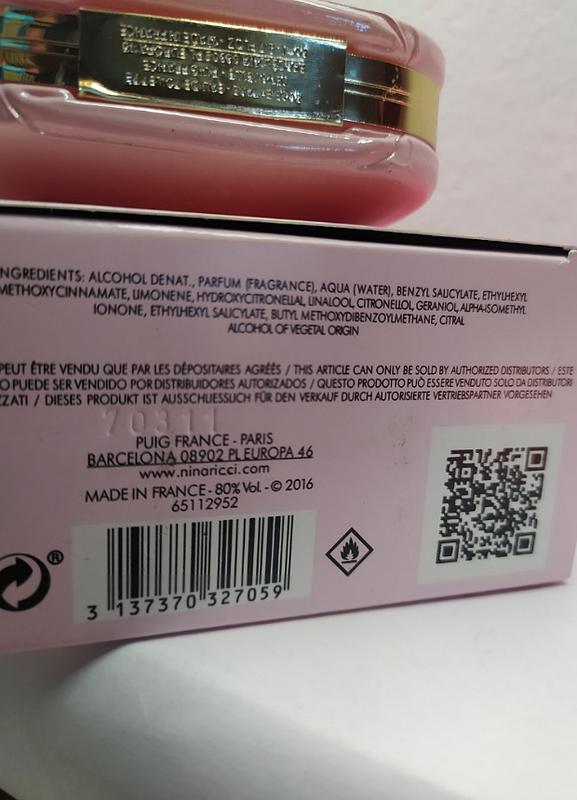 NGREDIENTS: ALCOHOL DENAT., PARFUM (FRAGRANCE), AQUA (WATER), BENZYL SALICYLATE, ETHYLHEXYL
METHOXYCINNAMATE, LIMONENE, HYDROXYCITRONELLAL, LINALOOL, CITRONELLOL, GERANIOL, ALPHA-ISOMETHYL
IONONE, ETHYLHEXYL SALICYLATE, BUTYL METHOXYDIBENZOYLMETHANE, CITRAL
ALCOHOL OF VEGETAL ORIGIN
PEUT ÊTRE VENDU QUE PAR LES DÉPOSITAIRES AGRÉÉS / THIS ARTICLE CAN ONLY BE SOLD BY AUTHORIZED DISTRIBUTORS / ESTE
O PUEDE SER VENDIDO POR DISTRIBUIDORES AUTORIZADOS / QUESTO PRODOTTO PUÒ ESSERE VENDUTO SOLO DA DISTRIBUTORI
ZZATI / DIESES PRODUKT IST AUSSCHLIESSLICH FÜR DEN VERKAUF DURCH AUTORISIERTE VERTRIEBSPARTNER VORGESEHEN
70311
PUIG FRANCE - PARIS
BARCELONA 08902 PL EUROPA 46
www.ninaricci.com
MADE IN FRANCE - 80% Vol. - © 2016
65112952
®
3 137370 327059